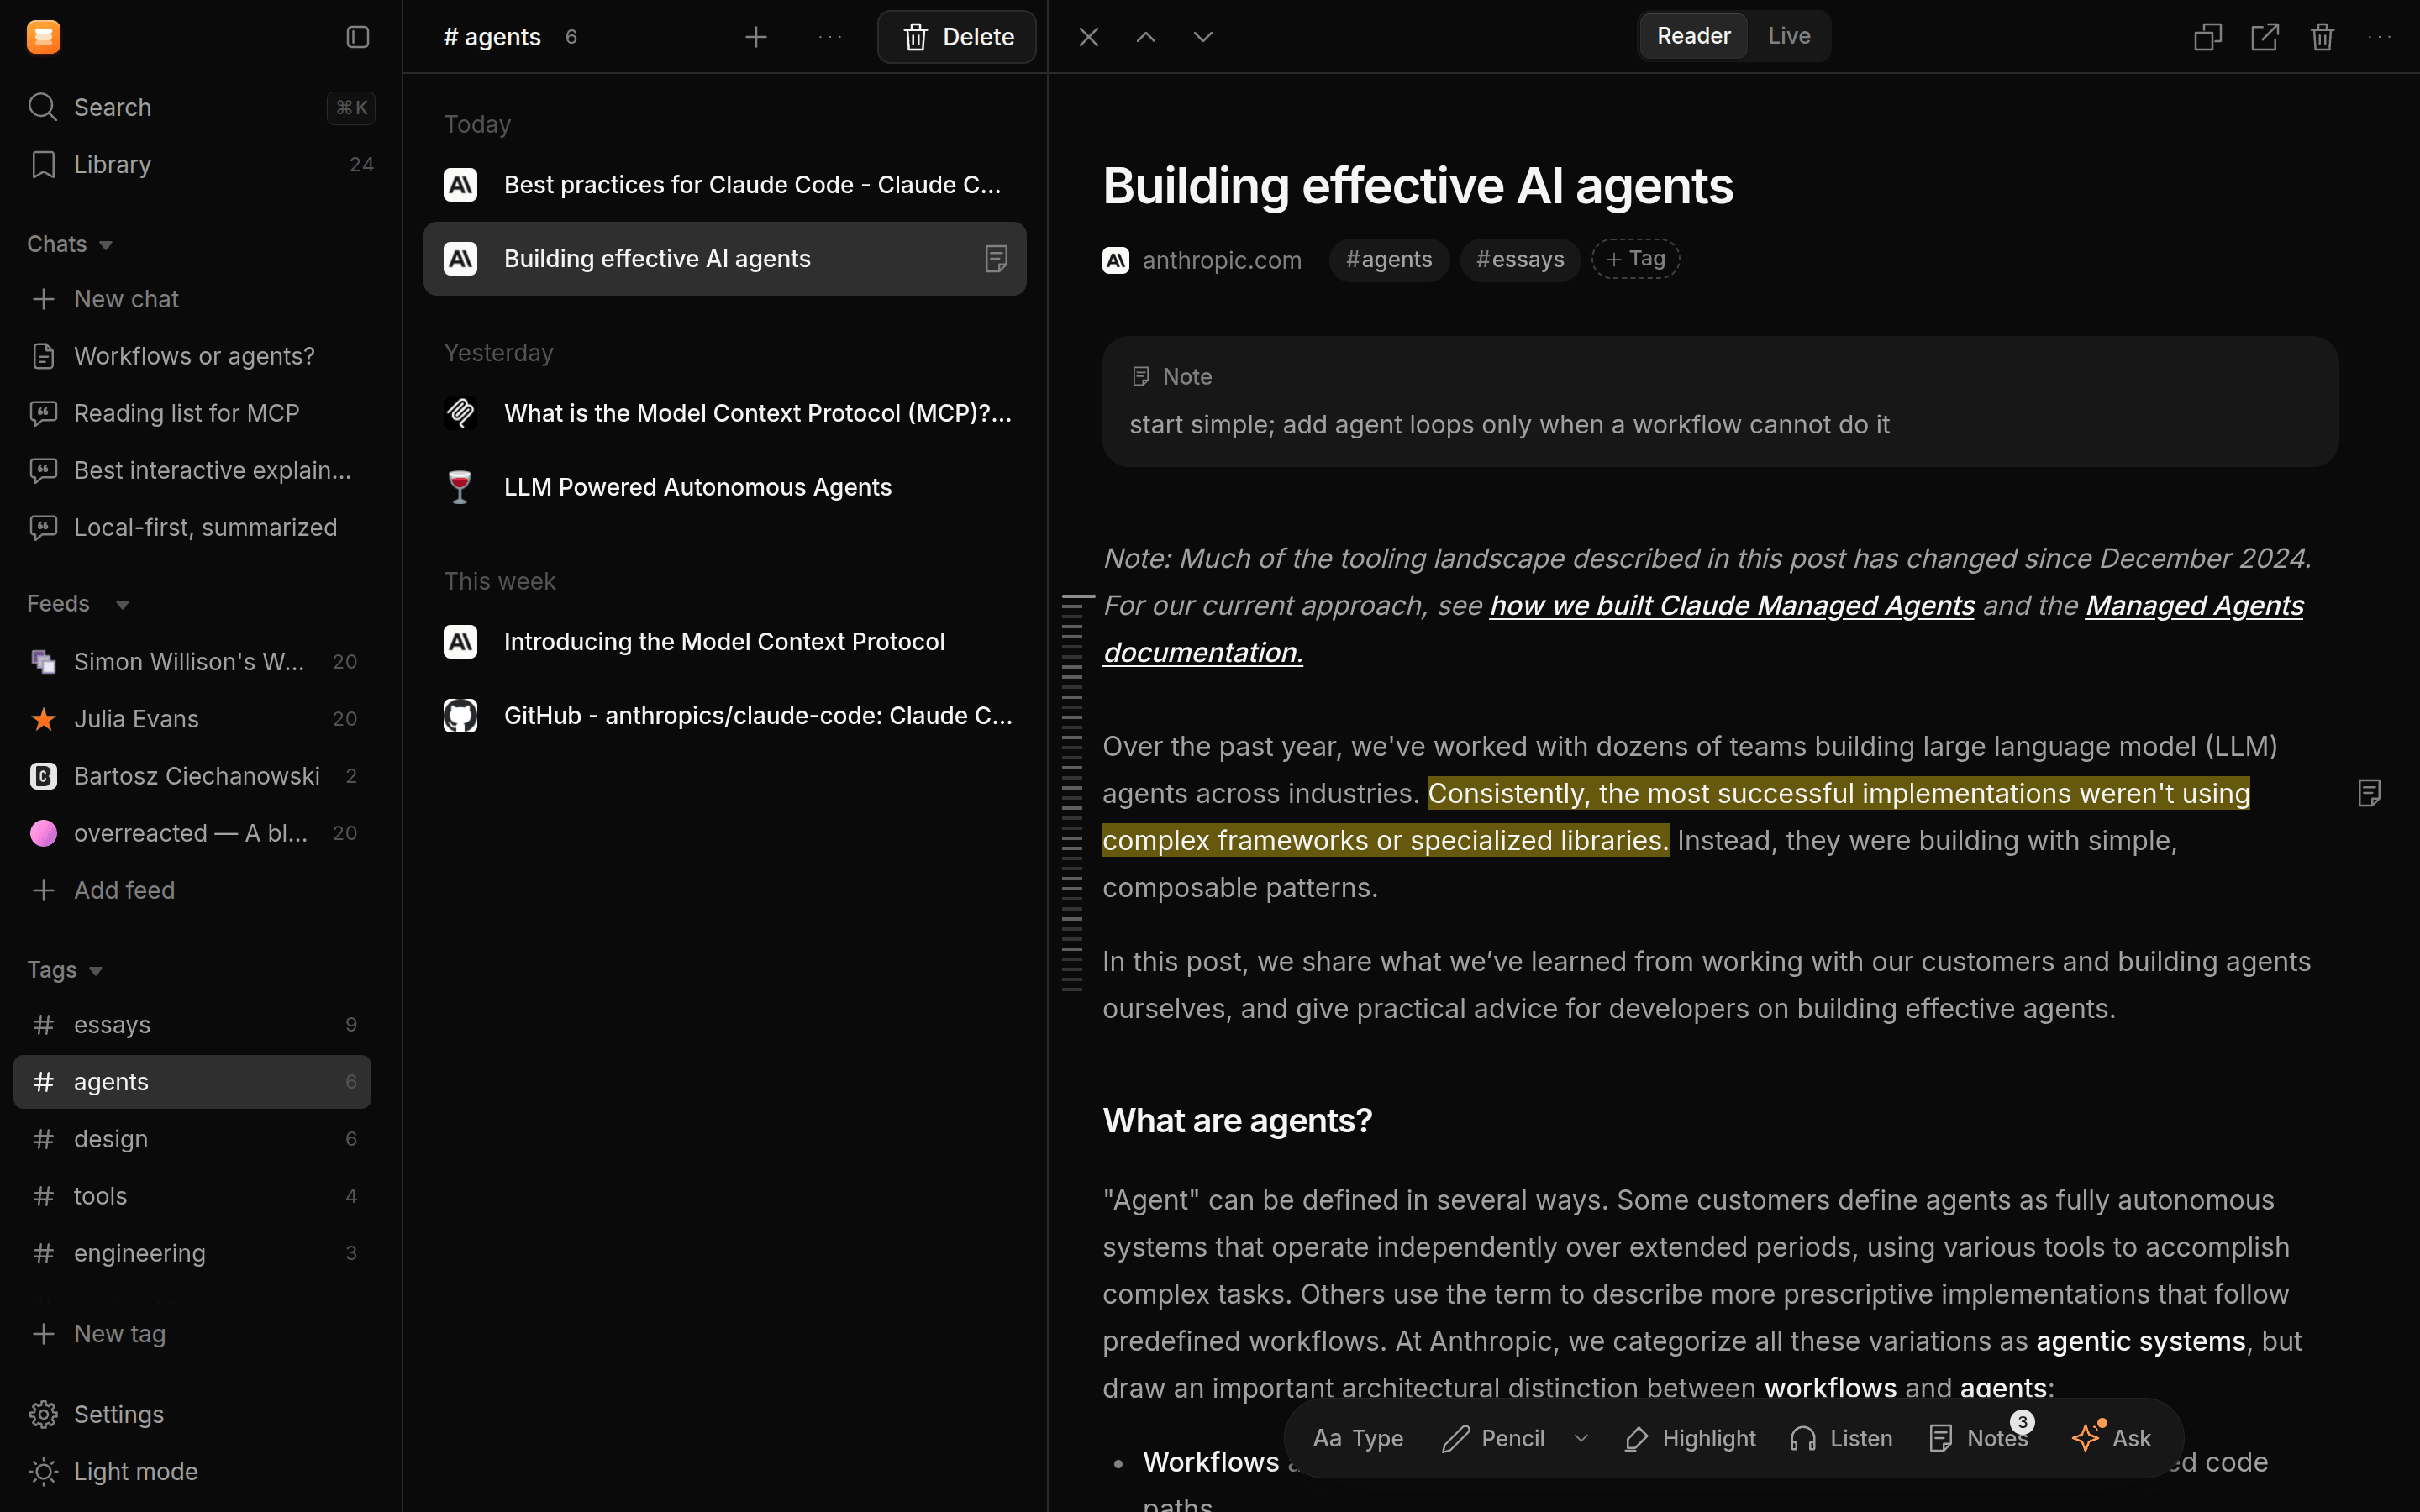 Search ⌘K
Library 24
Chats
New chat
Workflows or agents?
Reading list for MCP
Best interactive explain...
Local-first, summarized
Feeds
Simon Willison's W... 20
Julia Evans 20
Bartosz Ciechanowski 2
overreacted — A bl... 20
Add feed
Tags
essays 9
agents 6
design 6
tools 4
engineering 3
New tag
Settings
Light mode
# agents 6
Delete
Today
Best practices for Claude Code - Claude C...
Building effective AI agents
Yesterday
What is the Model Context Protocol (MCP)?...
LLM Powered Autonomous Agents
This week
Introducing the Model Context Protocol
GitHub - anthropics/claude-code: Claude C...
Reader Live
Building effective AI agents
anthropic.com #agents #essays + Tag
Note
start simple; add agent loops only when a workflow cannot do it
Note: Much of the tooling landscape described in this post has changed since December 2024.
For our current approach, see how we built Claude Managed Agents and the Managed Agents
documentation.
Over the past year, we've worked with dozens of teams building large language model (LLM)
agents across industries. Consistently, the most successful implementations weren't using
complex frameworks or specialized libraries. Instead, they were building with simple,
composable patterns.
In this post, we share what we’ve learned from working with our customers and building agents
ourselves, and give practical advice for developers on building effective agents.
What are agents?
"Agent" can be defined in several ways. Some customers define agents as fully autonomous
systems that operate independently over extended periods, using various tools to accomplish
complex tasks. Others use the term to describe more prescriptive implementations that follow
predefined workflows. At Anthropic, we categorize all these variations as agentic systems, but
draw an important architectural distinction between workflows and agents:
• Workflows code
paths
Aa Type Pencil Highlight Listen Notes 3 Ask